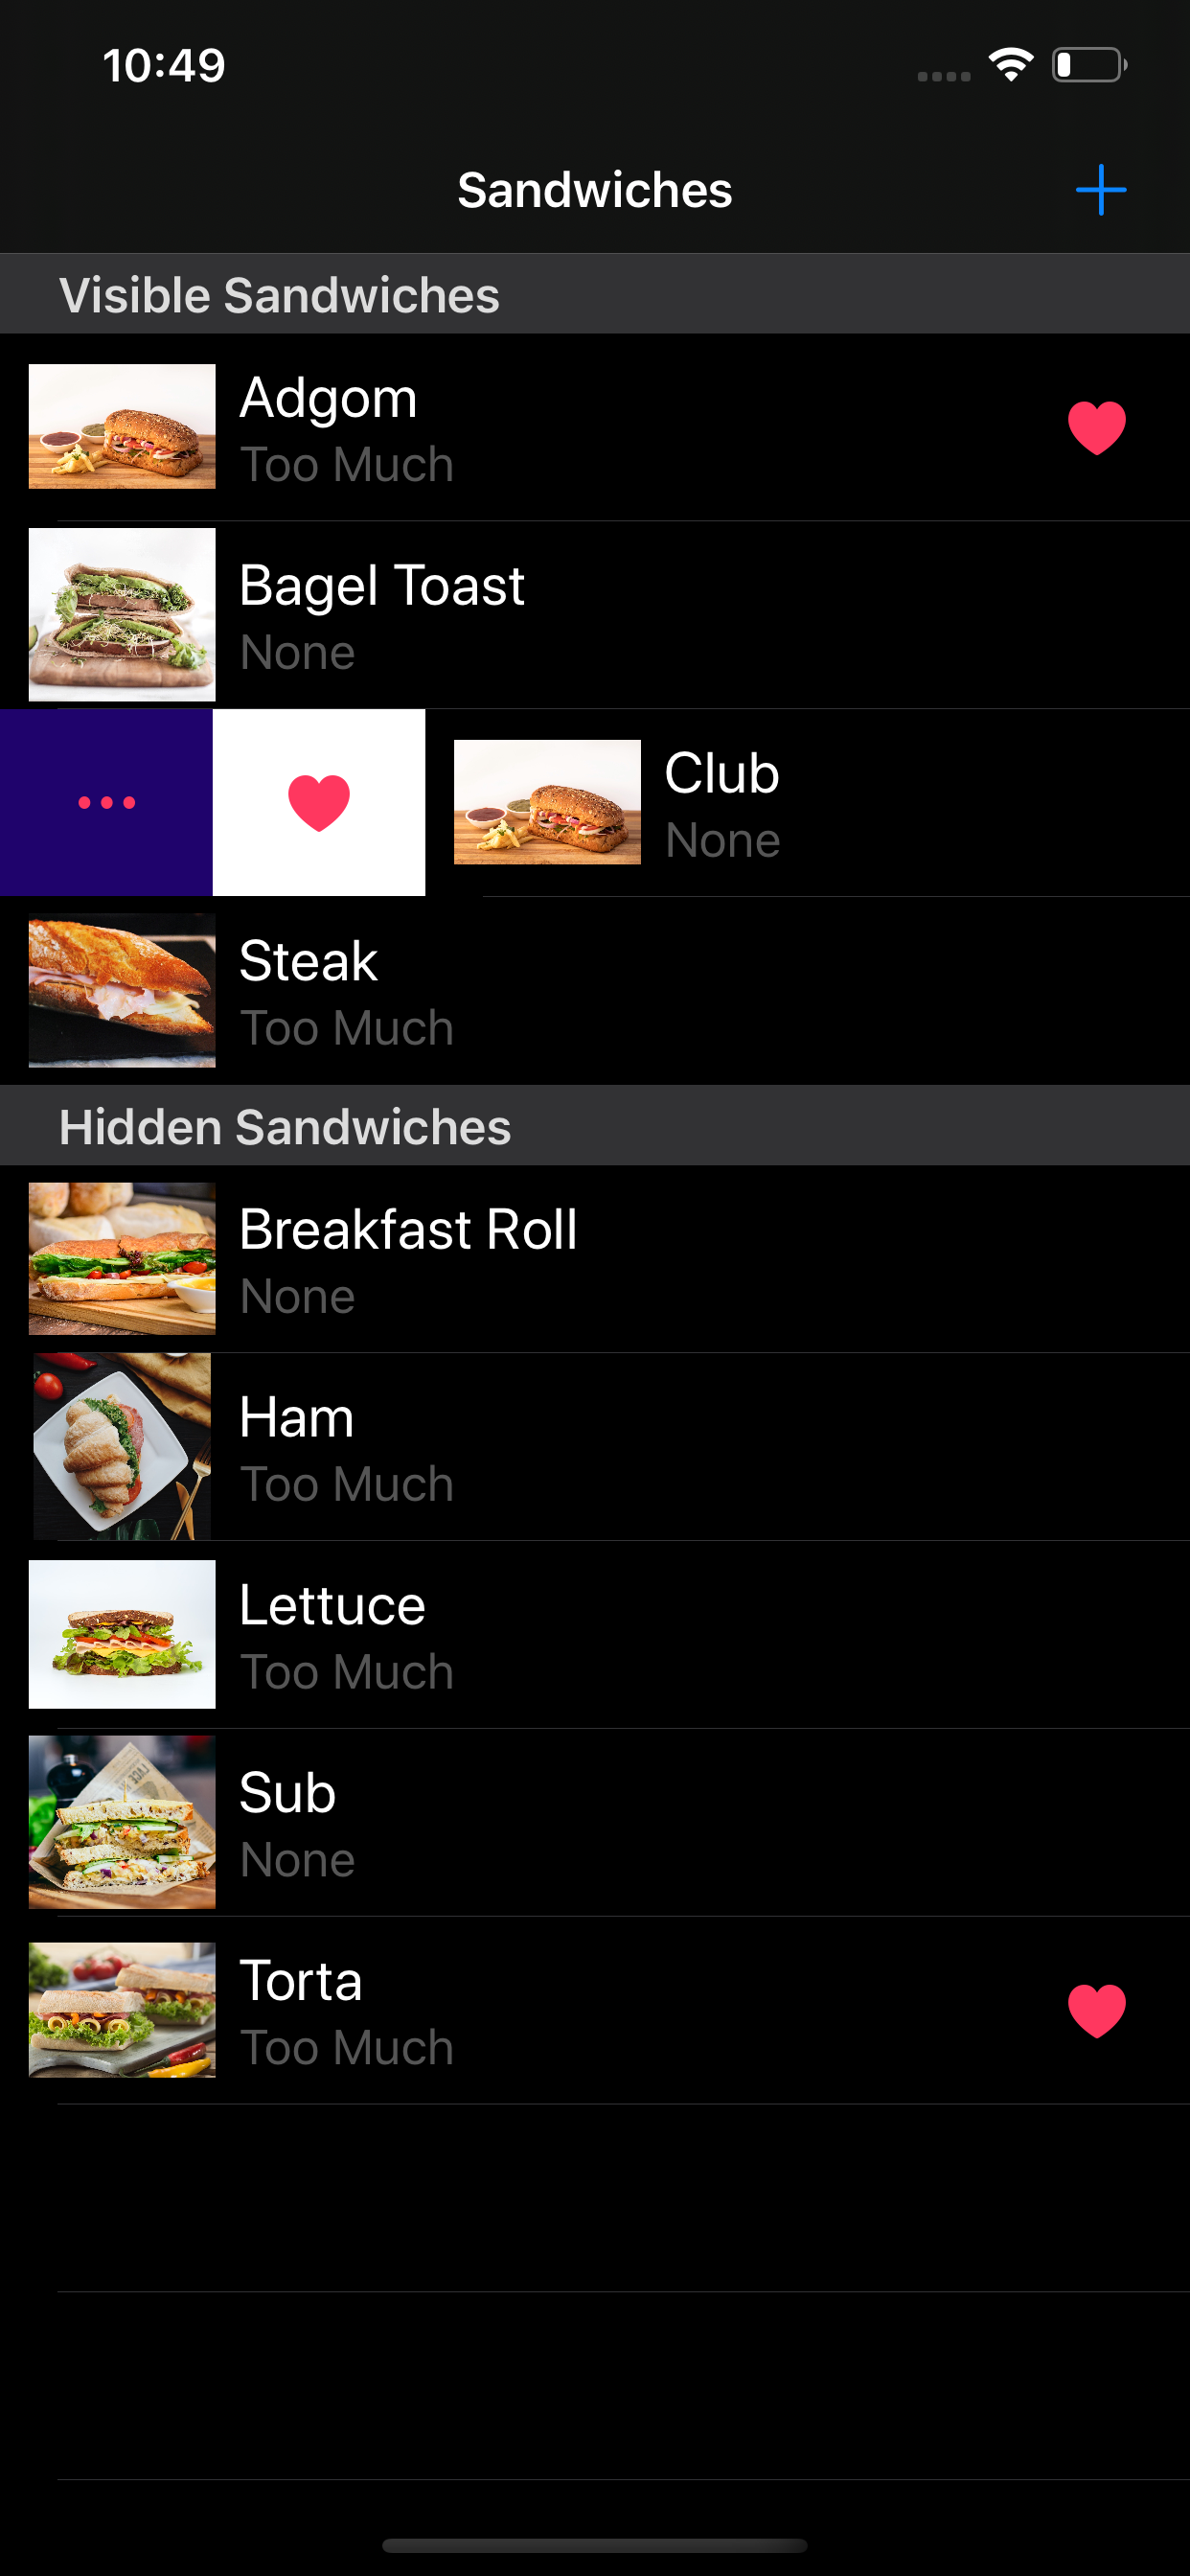 10:49
Sandwiches
Visible Sandwiches
Adgom
Too Much
Bagel Toast
None
Club
None
Steak
Too Much
Hidden Sandwiches
Breakfast Roll
None
Ham
Too Much
Lettuce
Too Much
Sub
None
Torta
Too Much